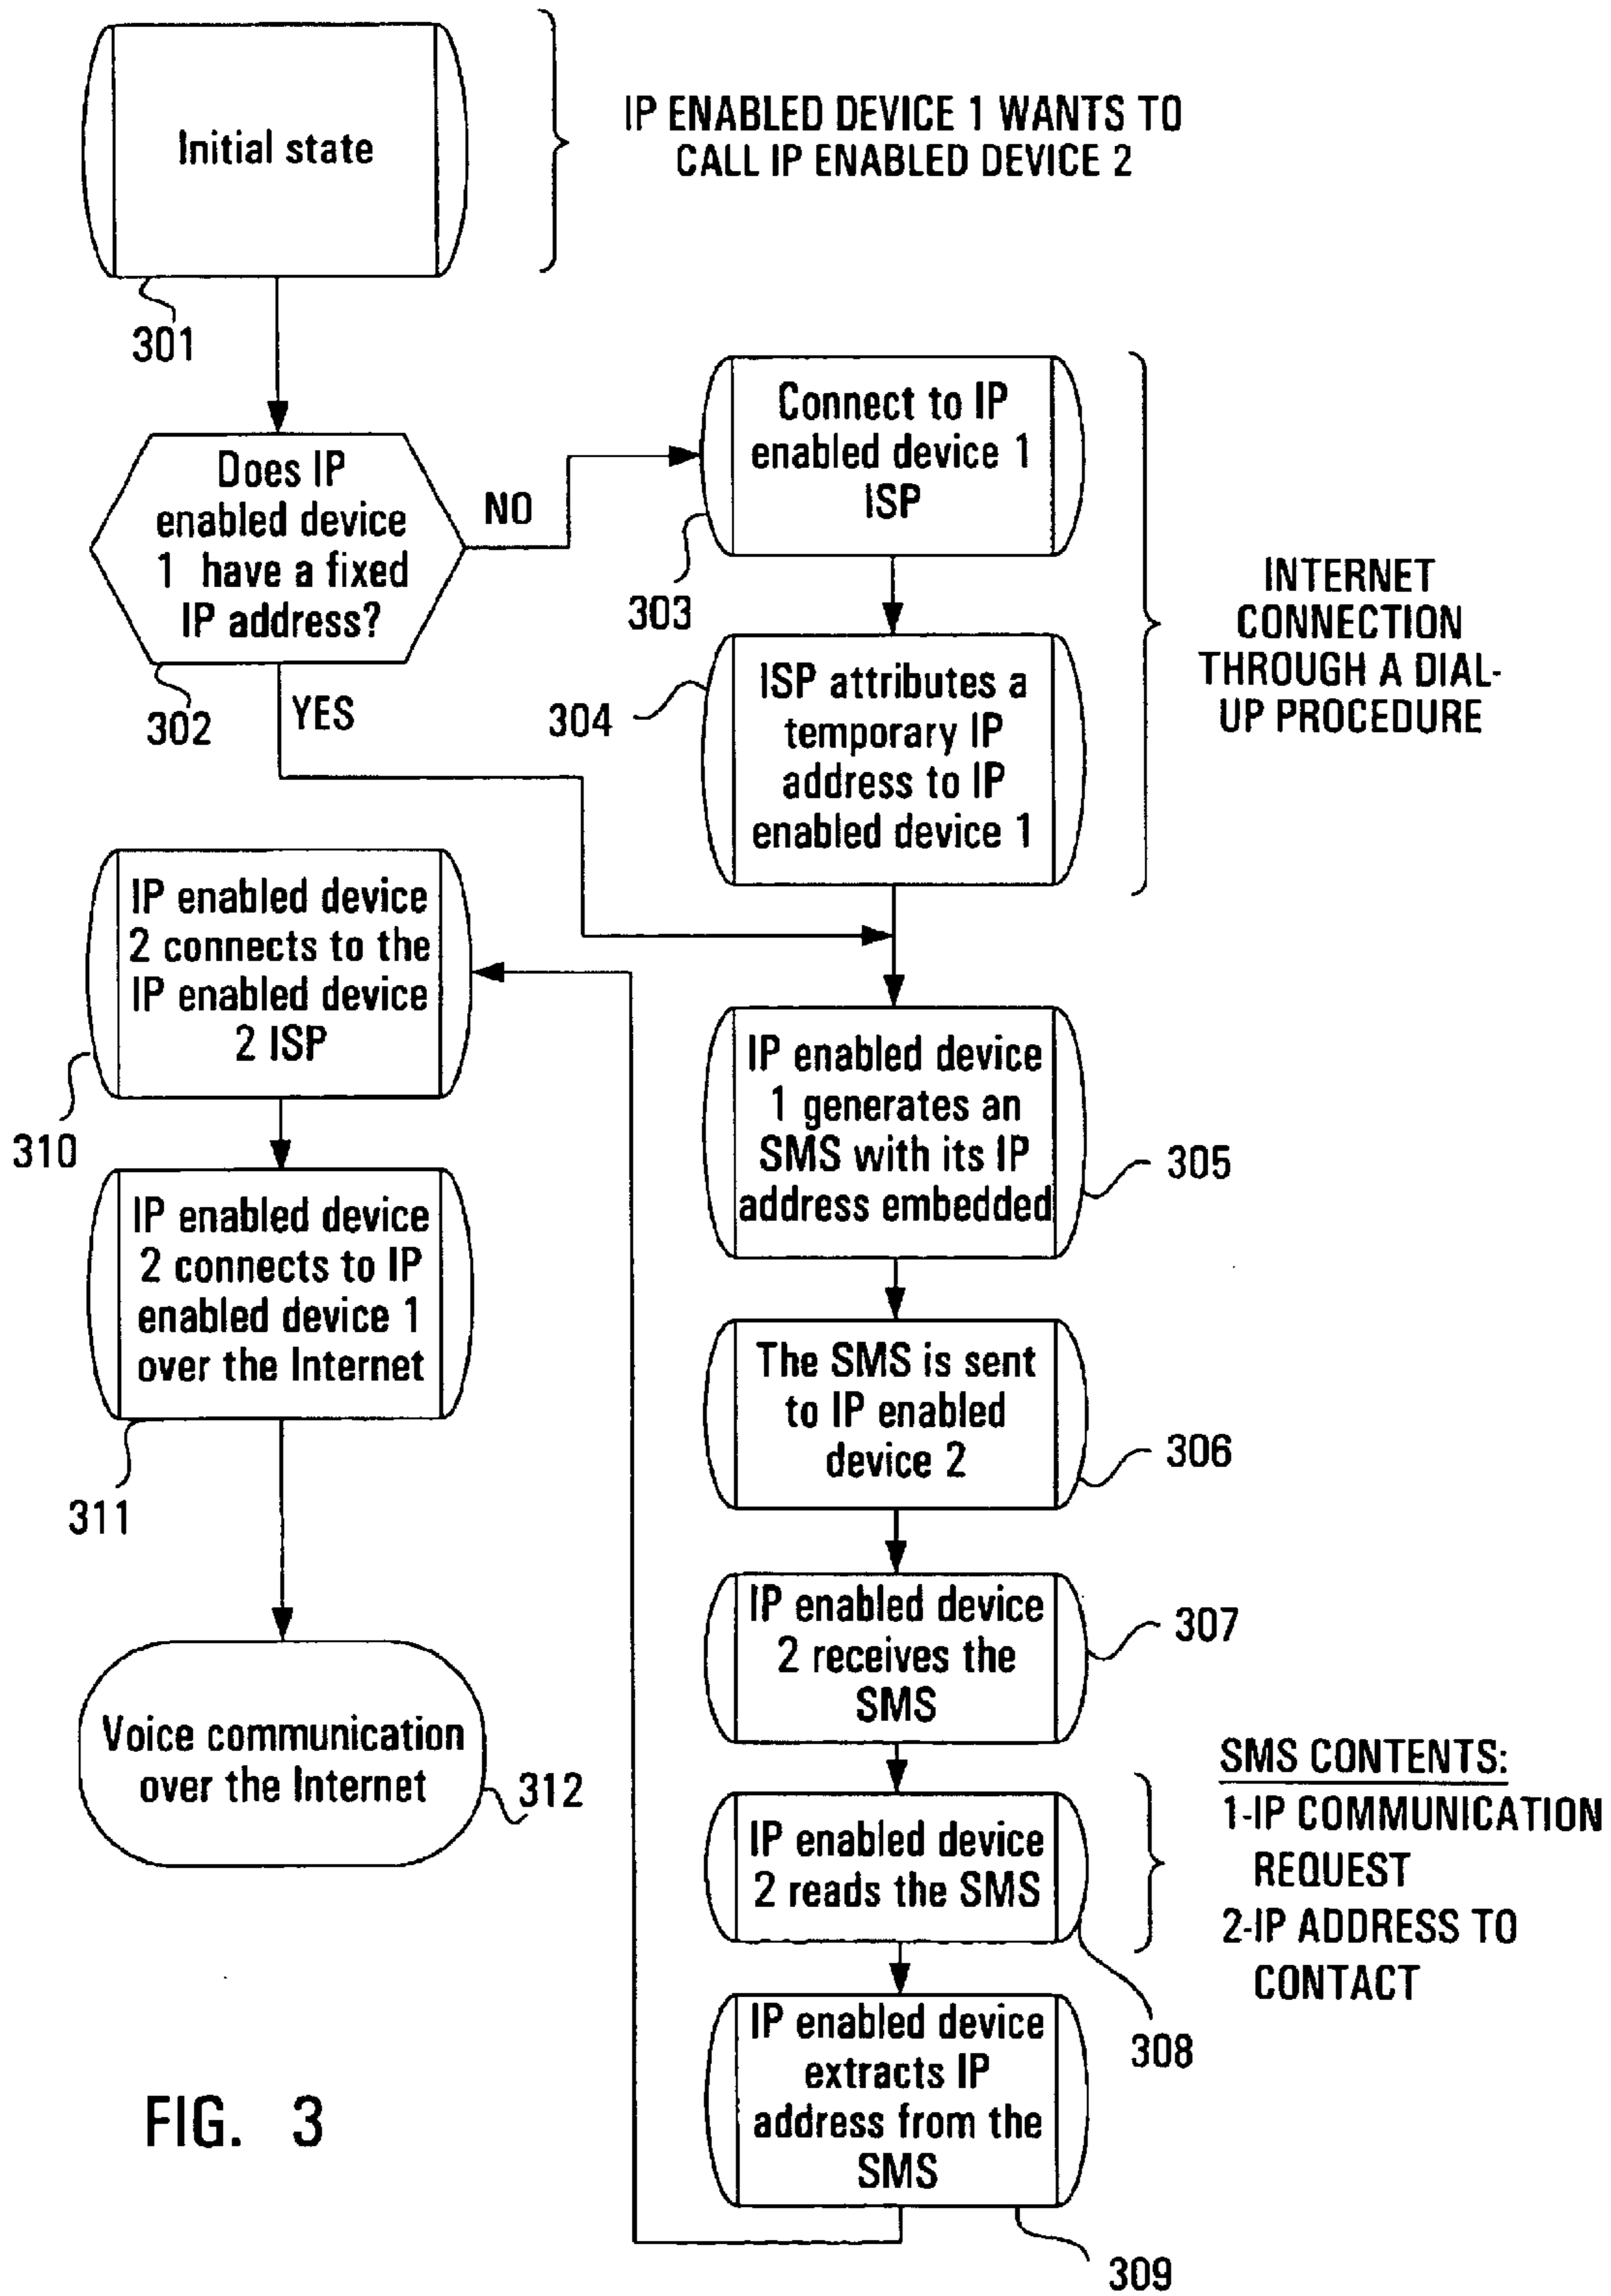 Initial state
IP ENABLED DEVICE 1 WANTS TO
CALL IP ENABLED DEVICE 2
301
Does IP
enabled device
1 have a fixed
IP address?
NO
YES
302
Connect to IP
enabled device 1
ISP
303
ISP attributes a
temporary IP
address to IP
enabled device 1
304
INTERNET
CONNECTION
THROUGH A DIAL-
UP PROCEDURE
IP enabled device
1 generates an
SMS with its IP
address embedded
305
The SMS is sent
to IP enabled
device 2
306
IP enabled device
2 receives the
SMS
307
IP enabled device
2 reads the SMS
308
SMS CONTENTS:
1-IP COMMUNICATION
REQUEST
2-IP ADDRESS TO
CONTACT
IP enabled device
extracts IP
address from the
SMS
309
IP enabled device
2 connects to the
IP enabled device
2 ISP
310
IP enabled device
2 connects to IP
enabled device 1
over the Internet
311
Voice communication
over the Internet
312
FIG. 3